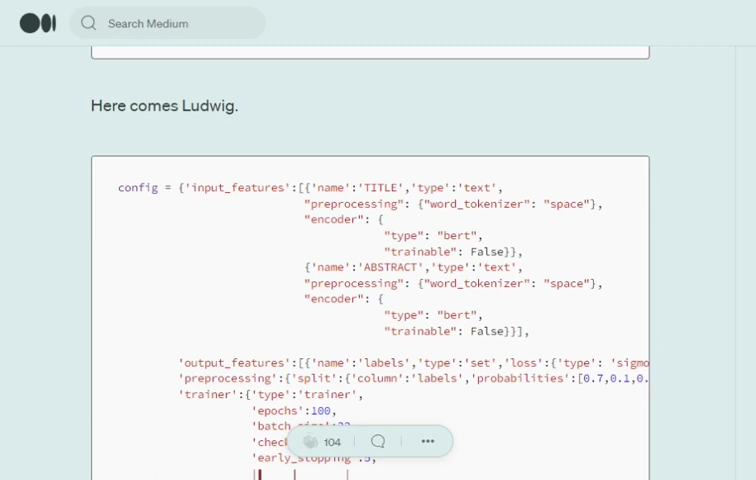 Search Medium
Here comes Ludwig.
config = {'input_features':[{'name':'TITLE','type':'text',
"preprocessing": {"word_tokenizer": "space"},
"encoder": {
"type": "bert",
"trainable": False}},
{'name':'ABSTRACT','type':'text',
"preprocessing": {"word_tokenizer": "space"},
"encoder": {
"type": "bert",
"trainable": False}}],
'output_features':[{'name':'labels','type':'set','loss':{'type': 'sigmo
'preprocessing':{'split':{'column':'labels','probabilities':[0.7,0.1,0.
'trainer':{'type':'trainer',
'epochs':100,
104